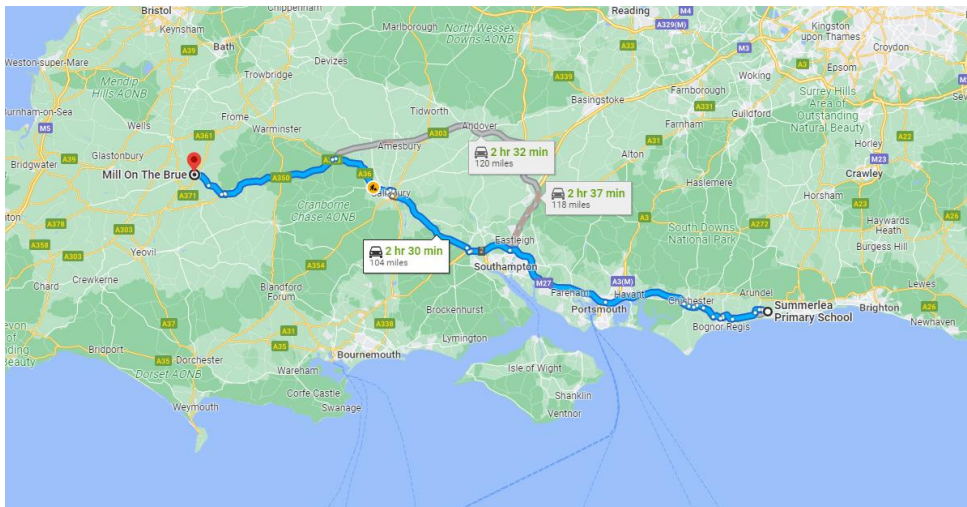 Bristol
Chippenham
Keynsham
A39
Weston-super-Mare
Bath
Mendip
Hills AONB
Trowbridge
Devizes
Marlborough
North Wessex
Downs AONB
Reading
A329(M)
M4
A33
M3
Kingston
upon Thames
Croydon
Epsom
A3
Woking
Burnham-on-Sea
M5
Wells
A361
Frome
Warminster
Tidworth
A303
Andover
A339
Basingstoke
Farnborough
A331
Guildford
Farnham
Surrey Hills
Area of
Outstanding
Natural Beauty
A22
Horley
M23
Crawley
Bridgwater
A39
Glastonbury
Mill On The Brue
A371
A350
A36
Amesbury
2 hr 32 min
120 miles
A31
Alton
Haslemere
Horsham
A23
Haywards
Heath
A26
Burgess Hill
A378
A358
A303
A303
Yeovil
Cranborne
Chase AONB
2 hr 37 min
118 miles
A3
South Downs
National Park
A272
Crewkerne
Chard
A354
Blandford
Forum
2 hr 30 min
104 miles
Eastleigh
Southampton
M27
A3(M)
Fareham
Havant
Portsmouth
Chichester
Arundel
Bognor Regis
Summerlea
Primary School
Brighton
Lewes
A26
Newhaven
A37
A31
A338
Brockenhurst
Lymington
Bridport
A35
Dorchester
A35
Wareham
Bournemouth
Dorset AONB
Corfe Castle
Swanage
Weymouth
Isle of Wight
Shanklin
Ventnor